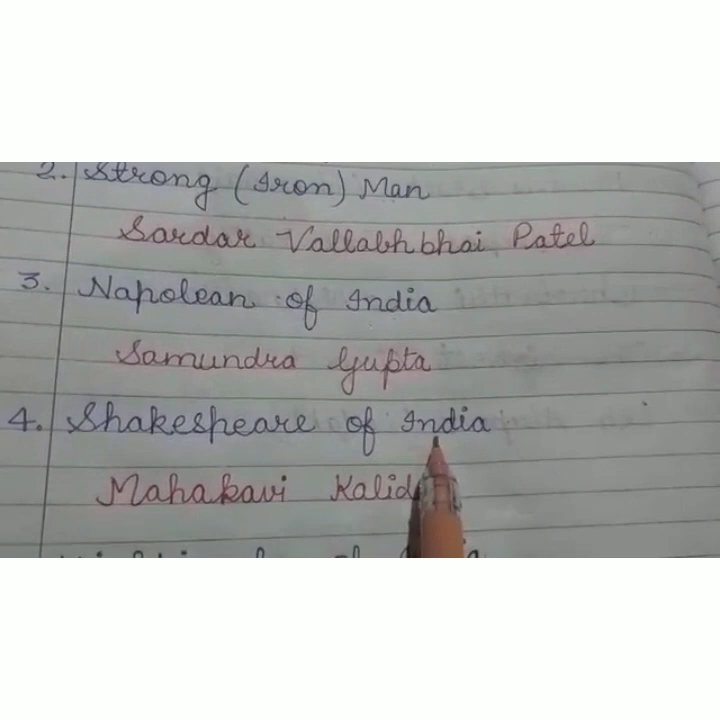 2. Strong (Iron) Man
Sardar Vallabhbhai Patel
3. Napolean of India
Samundra Gupta
4. Shakespeare of India
Mahakavi